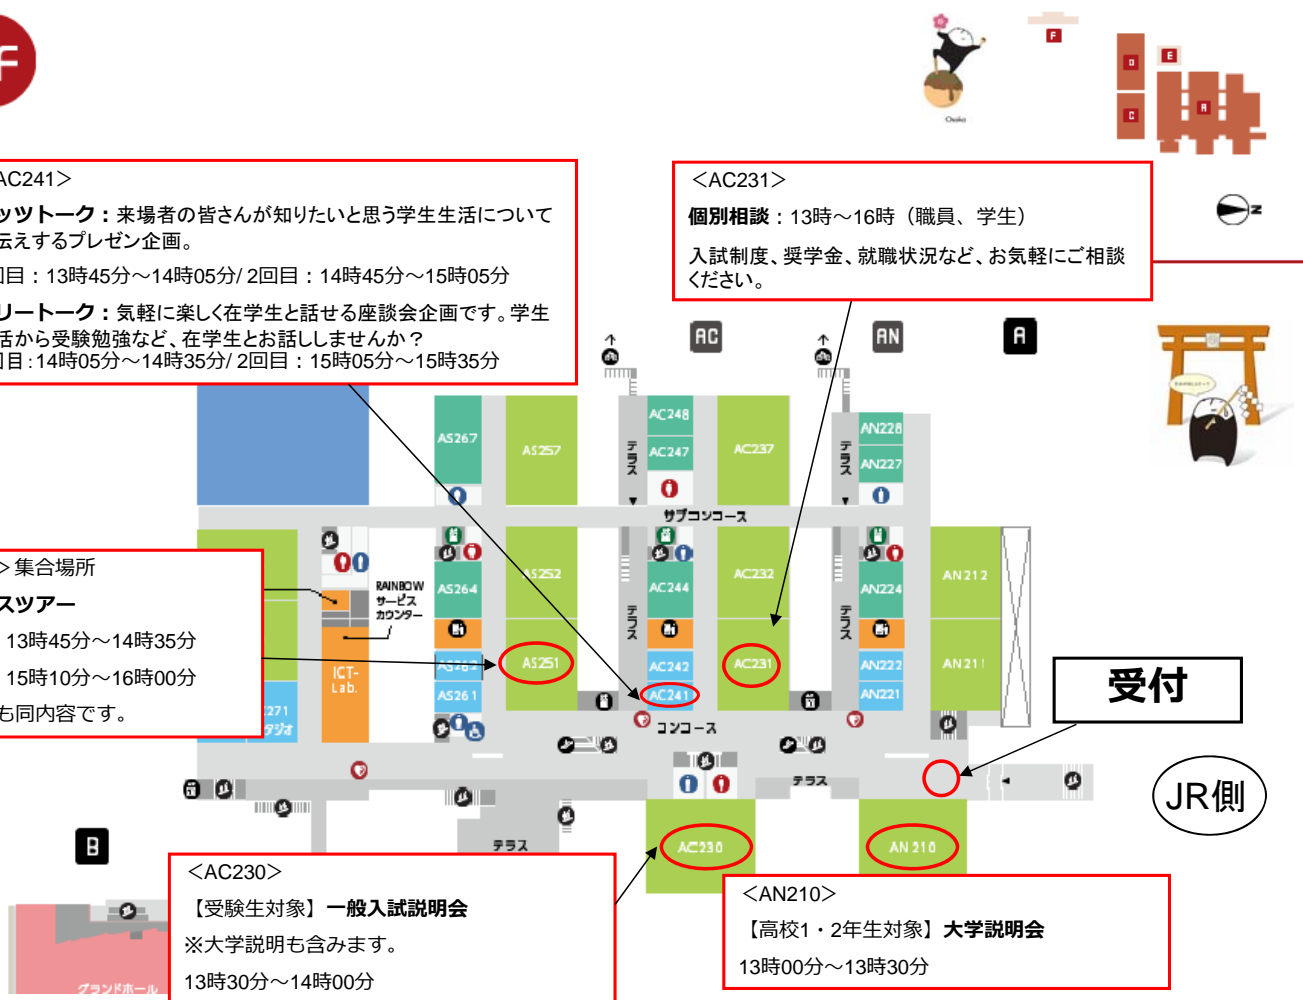 F
Osaka
F
D
E
C
A
N
AC241＞
ッツトーク：来場者の皆さんが知りたいと思う学生生活について
伝えするプレゼン企画。
回目：13時45分～14時05分/ 2回目：14時45分～15時05分
リートーク：気軽に楽しく在学生と話せる座談会企画です。学生
活から受験勉強など、在学生とお話ししませんか？
回目：14時05分～14時35分/ 2回目：15時05分～15時35分
＜AC231＞
個別相談：13時～16時（職員、学生）
入試制度、奨学金、就職状況など、お気軽にご相談
ください。
AC
AN
A
AS267
AS257
テラス
AC248
AC247
AC237
テラス
AN228
AN227
サブコンコース
＞集合場所
スツアー
13時45分～14時35分
15時10分～16時00分
も同内容です。
RAINBOW
サービス
カウンター
ICT-
Lab.
C271
タジオ
AS264
AS263
AS261
AS252
AS251
テラス
AC244
AC242
AC241
AC232
AC231
テラス
AN224
AN222
AN221
AN212
AN211
受付
コンコース
テラス
JR側
B
テラス
AC230
AN210
グランドホール
＜AC230＞
【受験生対象】一般入試説明会
※大学説明も含みます。
13時30分～14時00分
＜AN210＞
【高校1・2年生対象】大学説明会
13時00分～13時30分